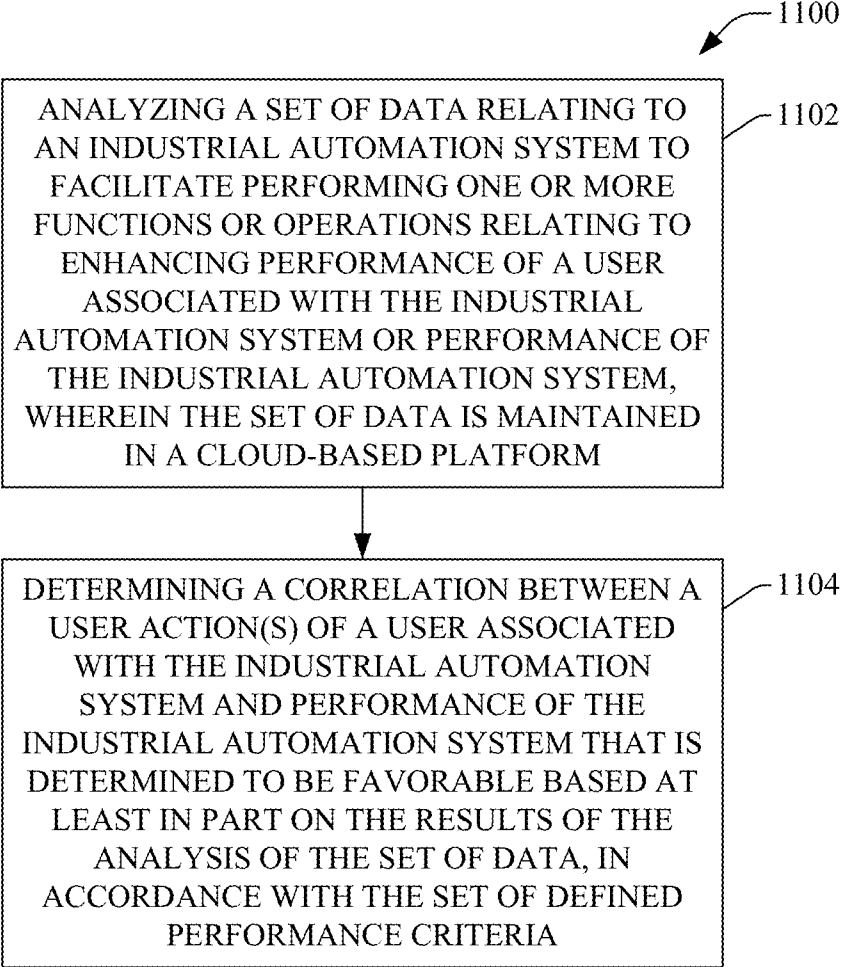 1100
ANALYZING A SET OF DATA RELATING TO
AN INDUSTRIAL AUTOMATION SYSTEM TO
FACILITATE PERFORMING ONE OR MORE
FUNCTIONS OR OPERATIONS RELATING TO
ENHANCING PERFORMANCE OF A USER
ASSOCIATED WITH THE INDUSTRIAL
AUTOMATION SYSTEM OR PERFORMANCE OF
THE INDUSTRIAL AUTOMATION SYSTEM,
WHEREIN THE SET OF DATA IS MAINTAINED
IN A CLOUD-BASED PLATFORM
1102
DETERMINING A CORRELATION BETWEEN A
USER ACTION(S) OF A USER ASSOCIATED
WITH THE INDUSTRIAL AUTOMATION
SYSTEM AND PERFORMANCE OF THE
INDUSTRIAL AUTOMATION SYSTEM THAT IS
DETERMINED TO BE FAVORABLE BASED AT
LEAST IN PART ON THE RESULTS OF THE
ANALYSIS OF THE SET OF DATA, IN
ACCORDANCE WITH THE SET OF DEFINED
PERFORMANCE CRITERIA
1104